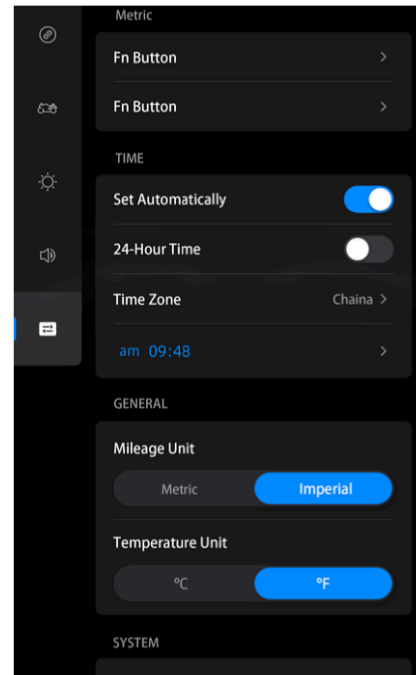 Metric
Fn Button
Fn Button
TIME
Set Automatically
24-Hour Time
Time Zone Chaina
am 09:48
GENERAL
Mileage Unit
Metric Imperial
Temperature Unit
°C °F
SYSTEM